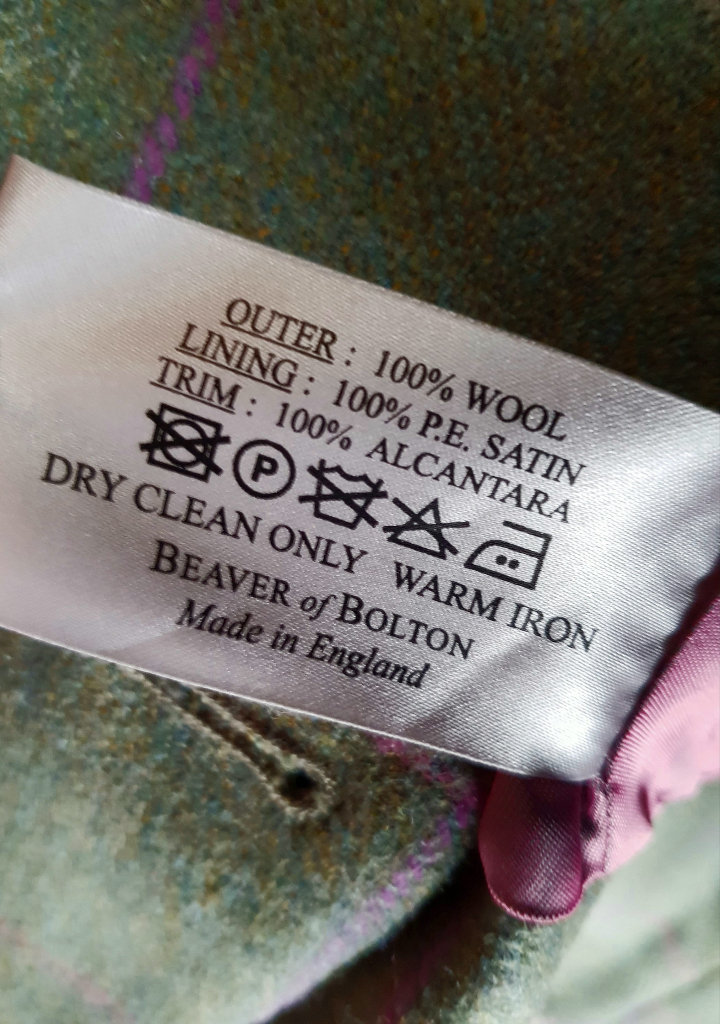 OUTER : 100% WOOL
LINING : 100% P.E. SATIN
TRIM : 100% ALCANTARA
P
DRY CLEAN ONLY WARM IRON
BEAVER of BOLTON
Made in England